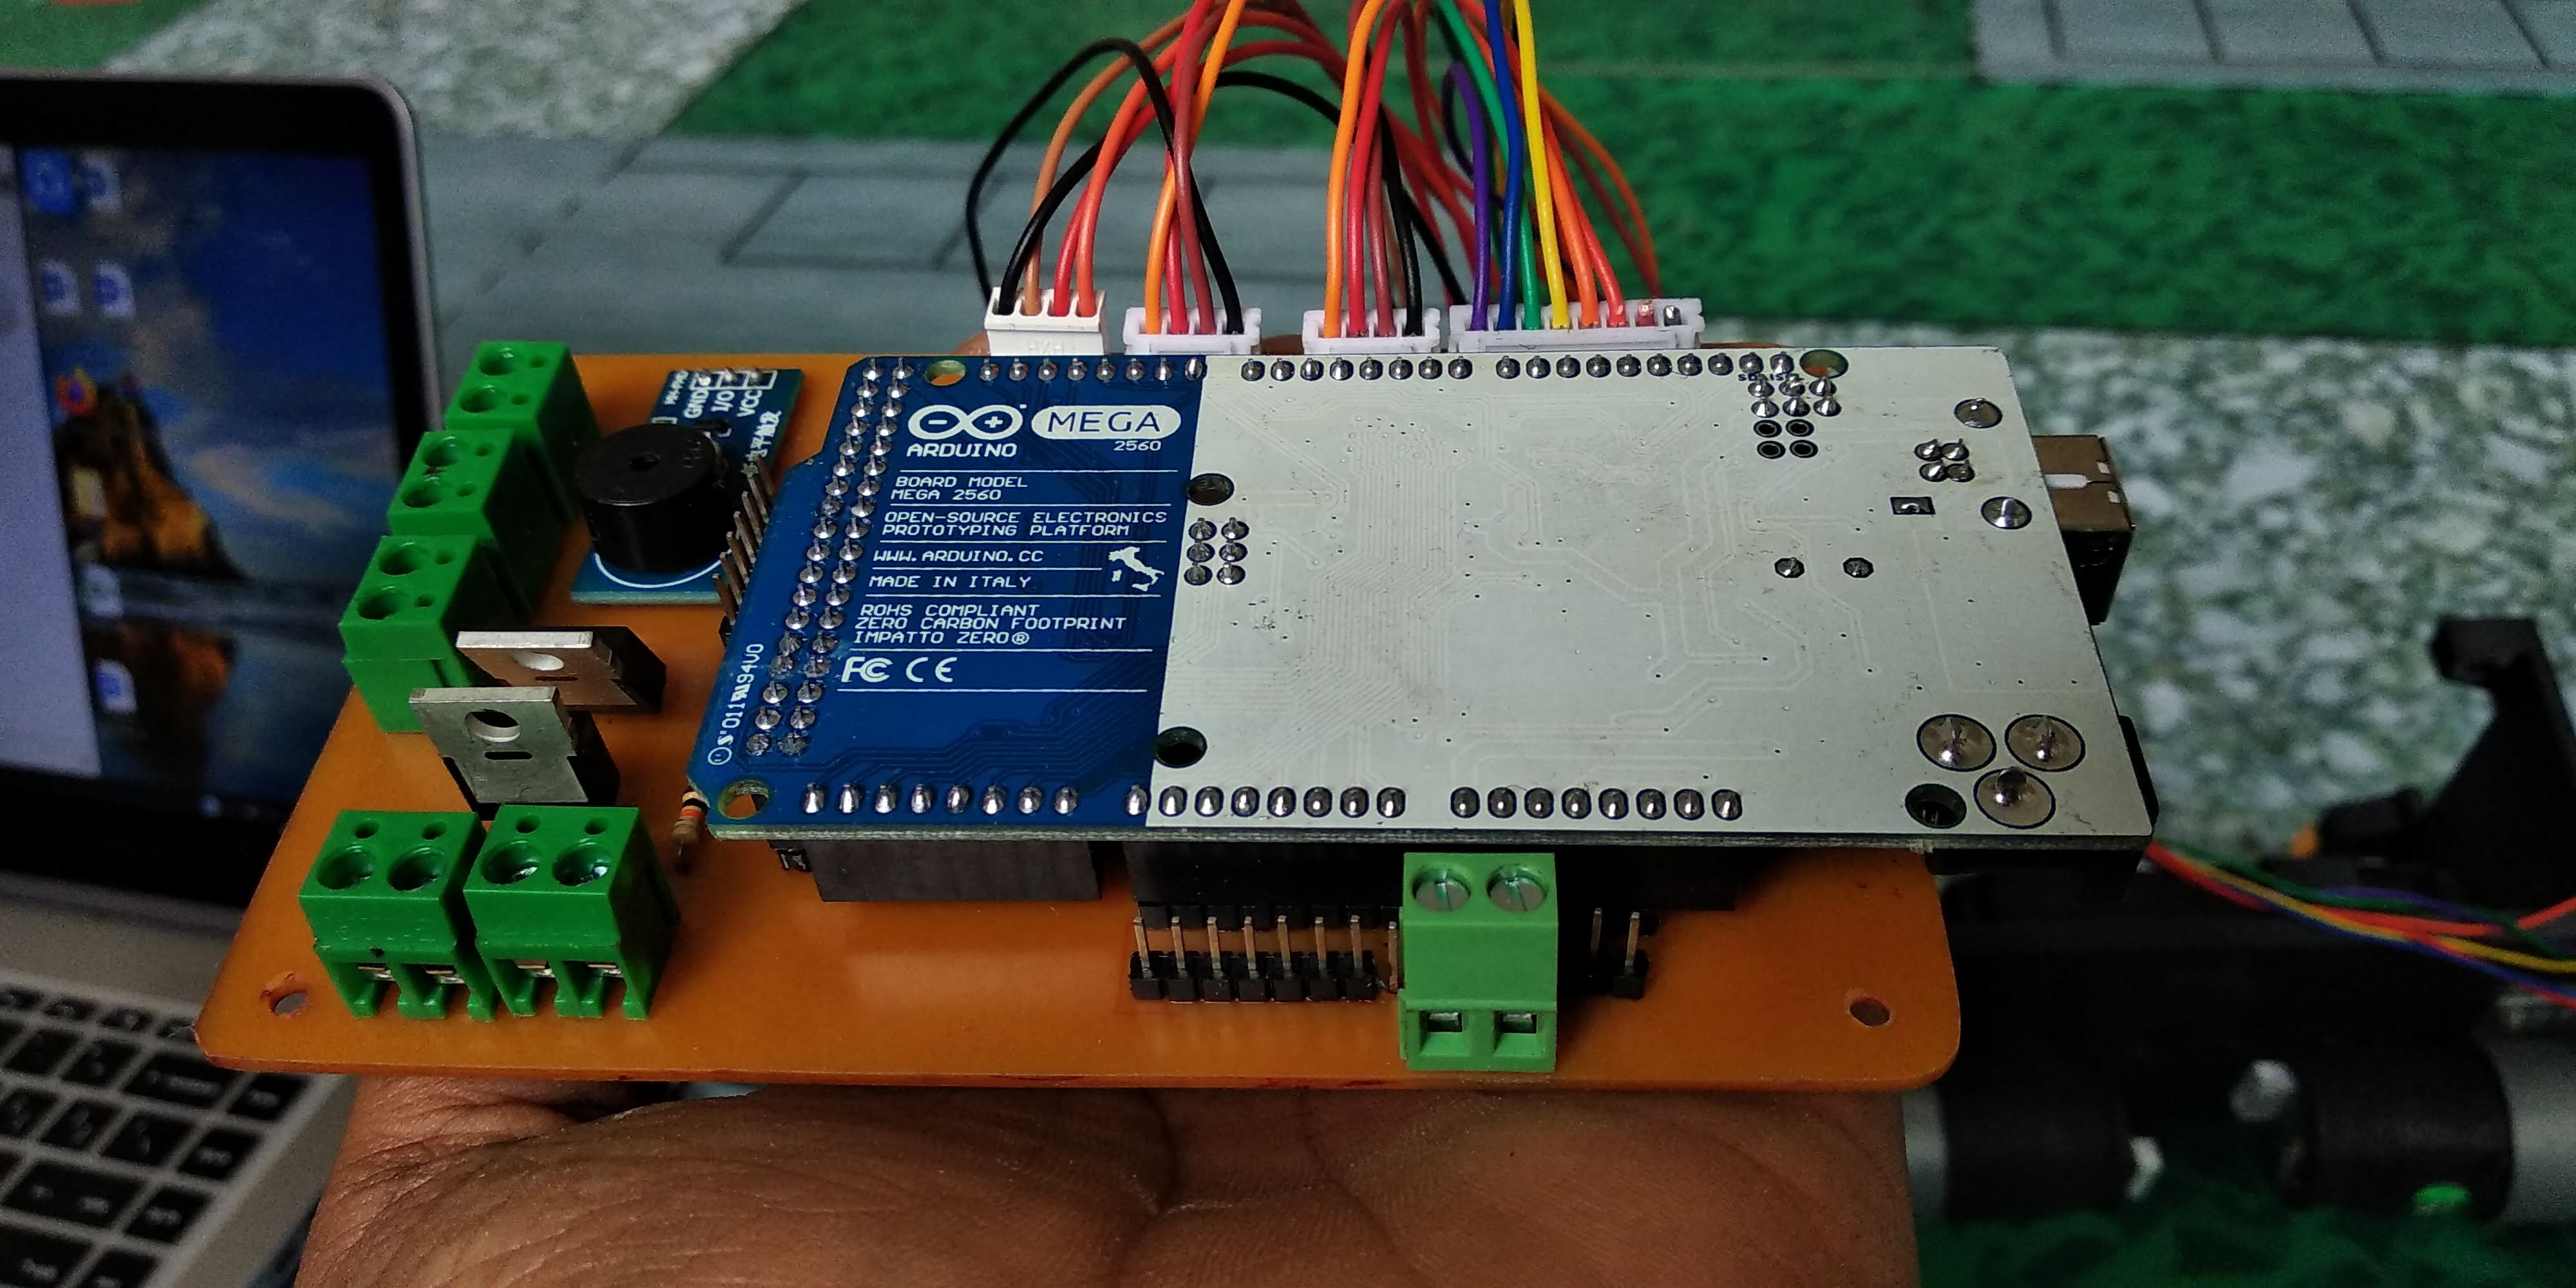 GND
I/O
VCC
MEGA
ARDUINO
2560
BOARD MODEL
MEGA 2560
OPEN-SOURCE ELECTRONICS
PROTOTYPING PLATFORM
WWW.ARDUINO.CC
MADE IN ITALY
ROHS COMPLIANT
ZERO CARBON FOOTPRINT
IMPATTO ZERO®
FC CE
94V0